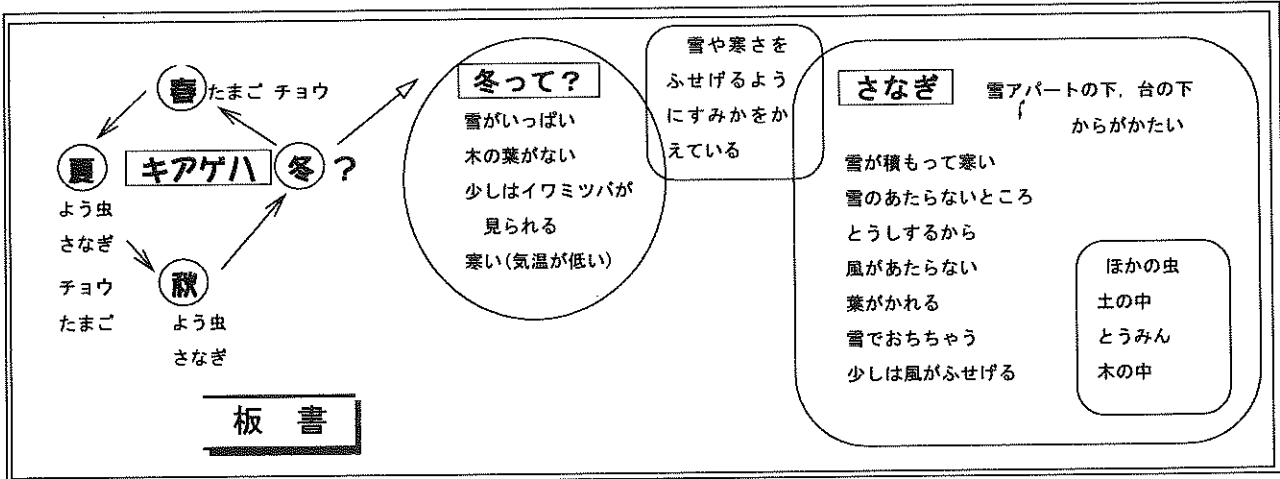 春 たまご チョウ
夏 キアゲハ 冬 ?
よう虫
さなぎ
チョウ
たまご
秋
よう虫
さなぎ
板 書
冬って?
雪がいっぱい
木の葉がない
少しはイワミツバが
見られる
寒い(気温が低い)
雪や寒さを
ふせげるよう
にすみかをか
えている
さなぎ
雪アパートの下, 台の下
からがかたい
雪が積もって寒い
雪のあたらないところ
とうしするから
風があたらない
葉がかれる
雪でおちちゃう
少しは風がふせげる
ほかの虫
土の中
とうみん
木の中